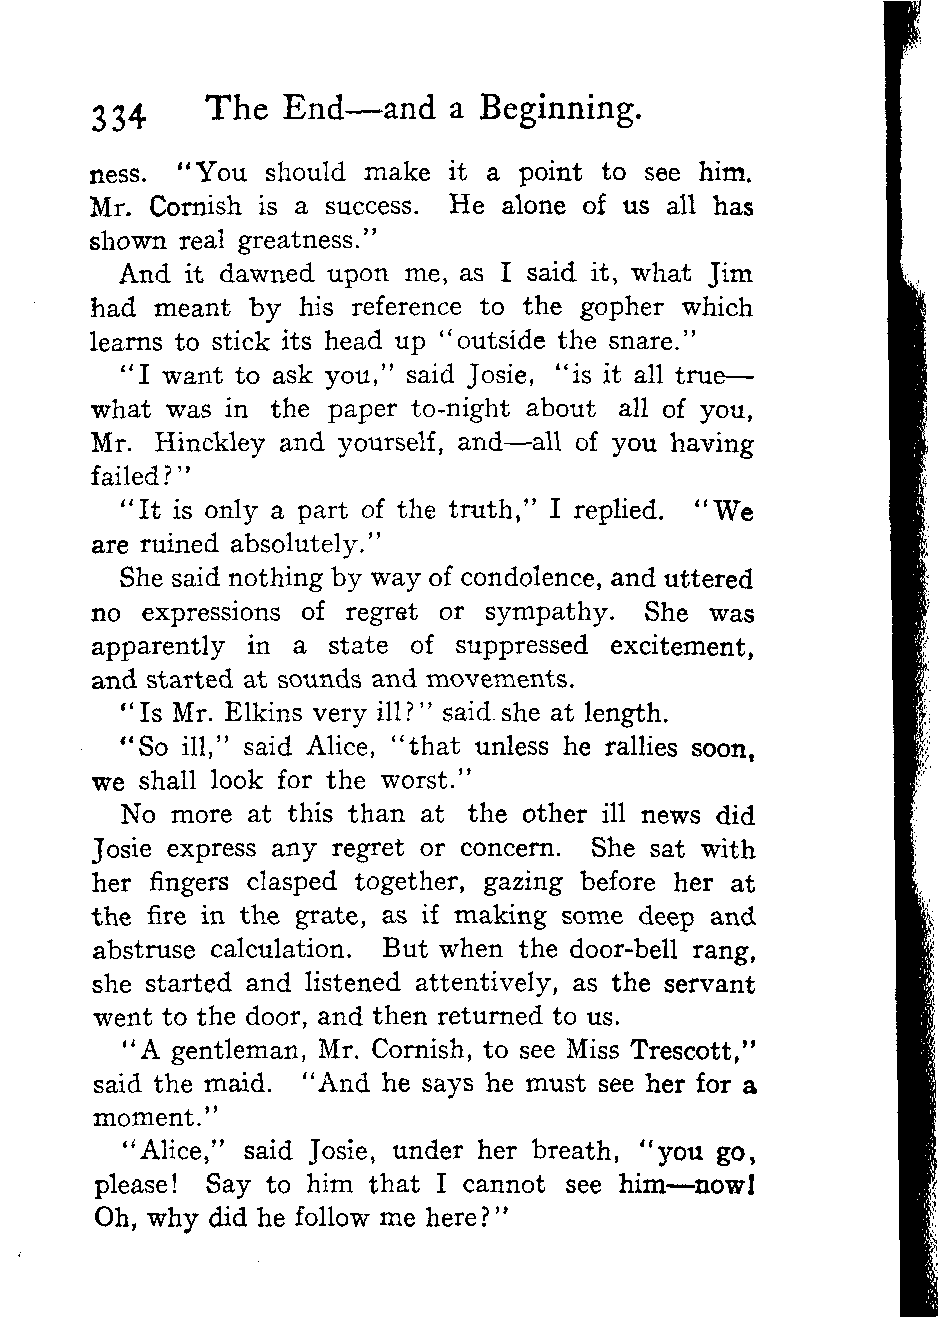 334 The End—and a Beginning.
ness. "You should make it a point to see him.
Mr. Cornish is a success. He alone of us all has
shown real greatness."
And it dawned upon me, as I said it, what Jim
had meant by his reference to the gopher which
learns to stick its head up "outside the snare."
"I want to ask you," said Josie, "is it all true—
what was in the paper to-night about all of you,
Mr. Hinckley and yourself, and—all of you having
failed?"
"It is only a part of the truth," I replied. "We
are ruined absolutely."
She said nothing by way of condolence, and uttered
no expressions of regret or sympathy. She was
apparently in a state of suppressed excitement,
and started at sounds and movements.
"Is Mr. Elkins very ill?" said she at length.
"So ill," said Alice, "that unless he rallies soon,
we shall look for the worst."
No more at this than at the other ill news did
Josie express any regret or concern. She sat with
her fingers clasped together, gazing before her at
the fire in the grate, as if making some deep and
abstruse calculation. But when the door-bell rang,
she started and listened attentively, as the servant
went to the door, and then returned to us.
"A gentleman, Mr. Cornish, to see Miss Trescott,"
said the maid. "And he says he must see her for a
moment."
"Alice," said Josie, under her breath, "you go,
please! Say to him that I cannot see him—now!
Oh, why did he follow me here?"